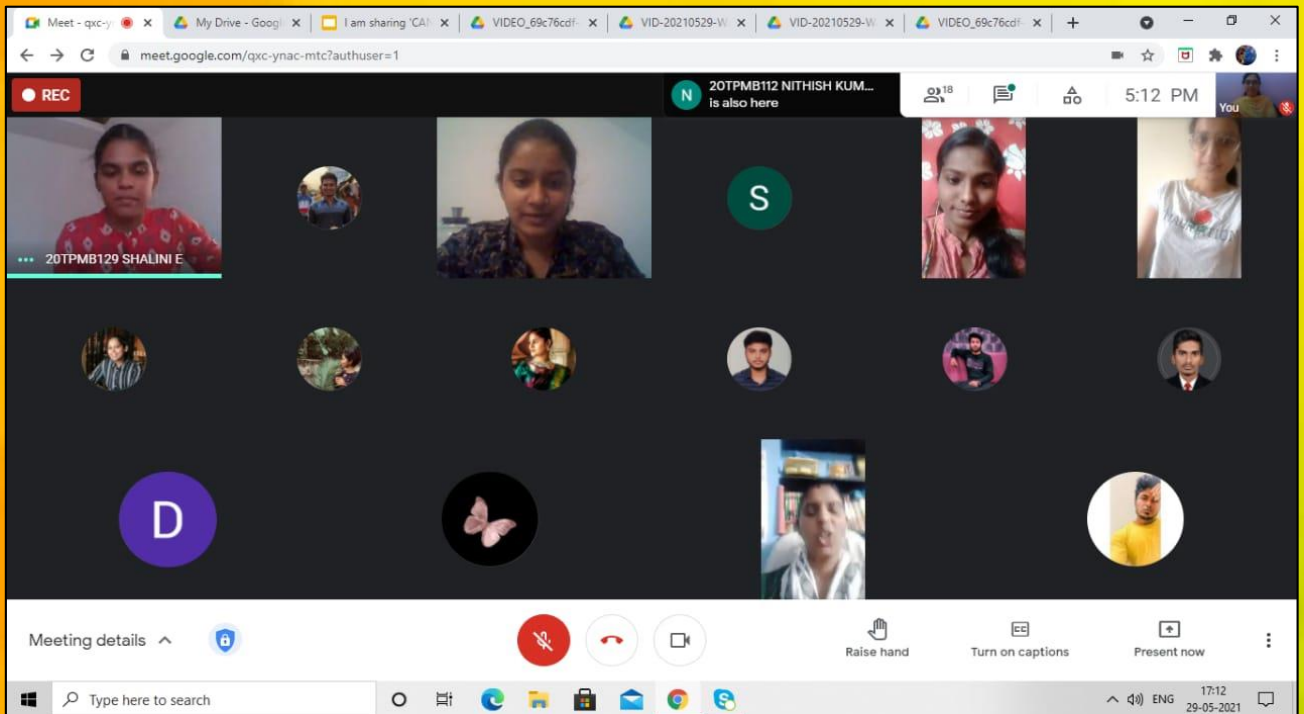 Meet - qxc-y
My Drive - Googl
I am sharing 'CAN
VIDEO_69c76cdf-
VID-20210529-W
VID-20210529-W
VIDEO_69c76cdf-
meet.google.com/qxc-ynac-mtc?authuser=1
REC
N
20TPMB112 NITHISH KUM...
is also here
18
5:12 PM
You
20TPMB129 SHALINI E
S
D
Meeting details
Raise hand
CC
Turn on captions
Present now
Type here to search
ENG
17:12
29-05-2021